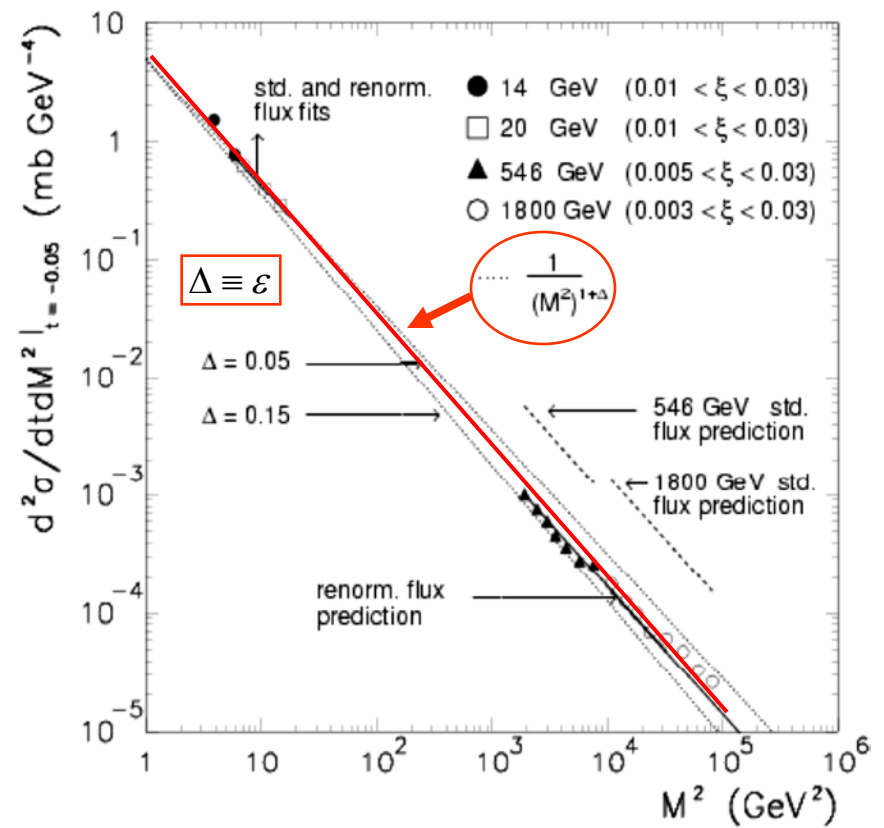 10
1
10⁻¹
10⁻²
10⁻³
10⁻⁴
10⁻⁵
d²σ/dtdM²|ₜ ₌ ₋₀.₀₅ (mb GeV⁻⁴)
std. and renorm.
flux fits
● 14 GeV (0.01 < ξ < 0.03)
□ 20 GeV (0.01 < ξ < 0.03)
▲ 546 GeV (0.005 < ξ < 0.03)
○ 1800 GeV (0.003 < ξ < 0.03)
Δ ≡ ε
1
(M²)¹⁺Δ
Δ = 0.05
Δ = 0.15
546 GeV std.
flux prediction
1800 GeV std.
flux prediction
renorm. flux
prediction
1 10 10² 10³ 10⁴ 10⁵ 10⁶
M² (GeV²)